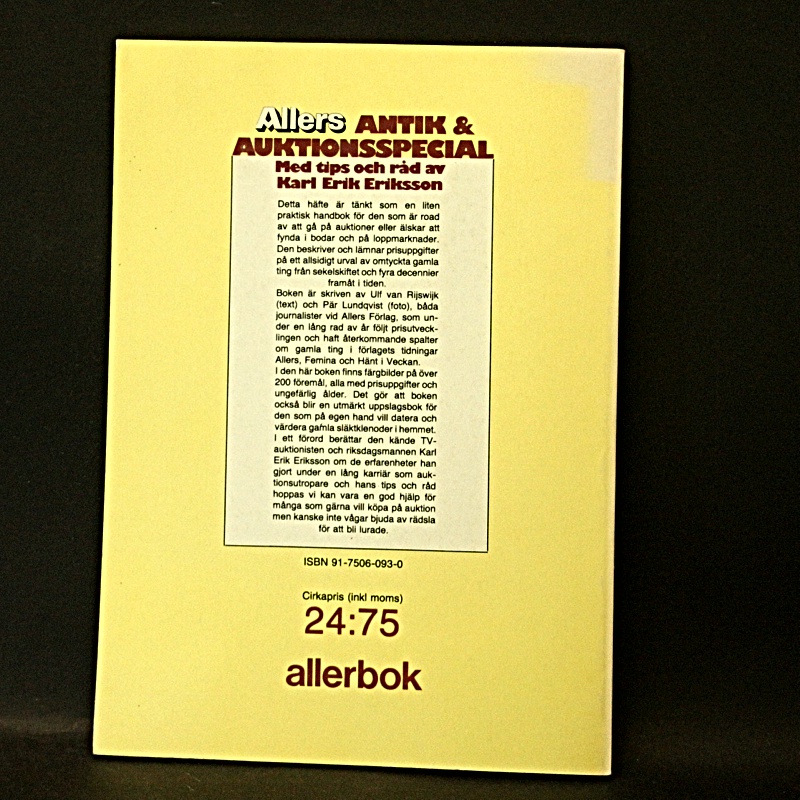 Allers ANTIK &
AUKTIONSSPECIAL
Med tips och råd av
Karl Erik Eriksson
Detta häfte är tänkt som en liten
praktisk handbok för den som är road
av att gå på auktioner eller älskar att
fynda i bodar och på loppmarknader.
Den beskriver och lämnar prisuppgifter
på ett allsidigt urval av omtyckta gamla
ting från sekelskiftet och fyra decennier
framåt i tiden.
Boken är skriven av Ulf van Rijswijk
(text) och Pär Lundqvist (foto), båda
journalister vid Allers Förlag, som un-
der en lång rad av år följt prisutveck-
lingen och haft återkommande spalter
om gamla ting i förlagets tidningar
Allers, Femina och Hänt i Veckan.
I den här boken finns färgbilder på över
200 föremål, alla med prisuppgifter och
ungefärlig ålder. Det gör att boken
också blir en utmärkt uppslagsbok för
den som på egen hand vill datera och
värdera gamla släktklenoder i hemmet.
I ett förord berättar den kände TV-
auktionisten och riksdagsmannen Karl
Erik Eriksson om de erfarenheter han
gjort under en lång karriär som auk-
tionsutropare och hans tips och råd
hoppas vi kan vara en god hjälp för
många som gärna vill köpa på auktion
men kanske inte vågar bjuda av rädsla
för att bli lurade.
ISBN 91-7506-093-0
Cirkapris (inkl moms)
24:75
allerbok